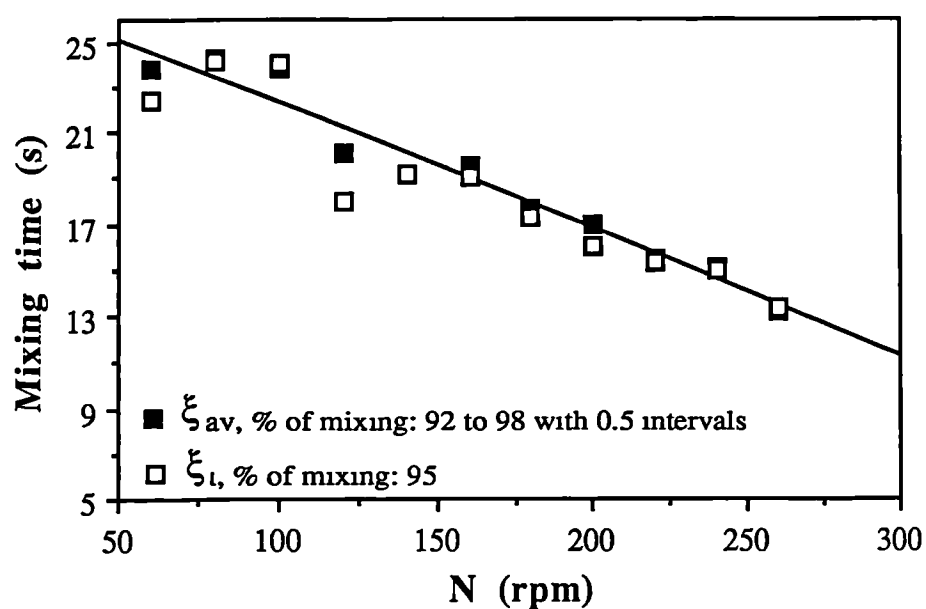 Mixing time (s)
25
21
17
13
9
5
ξav, % of mixing: 92 to 98 with 0.5 intervals
ξi, % of mixing: 95
50 100 150 200 250 300
N (rpm)